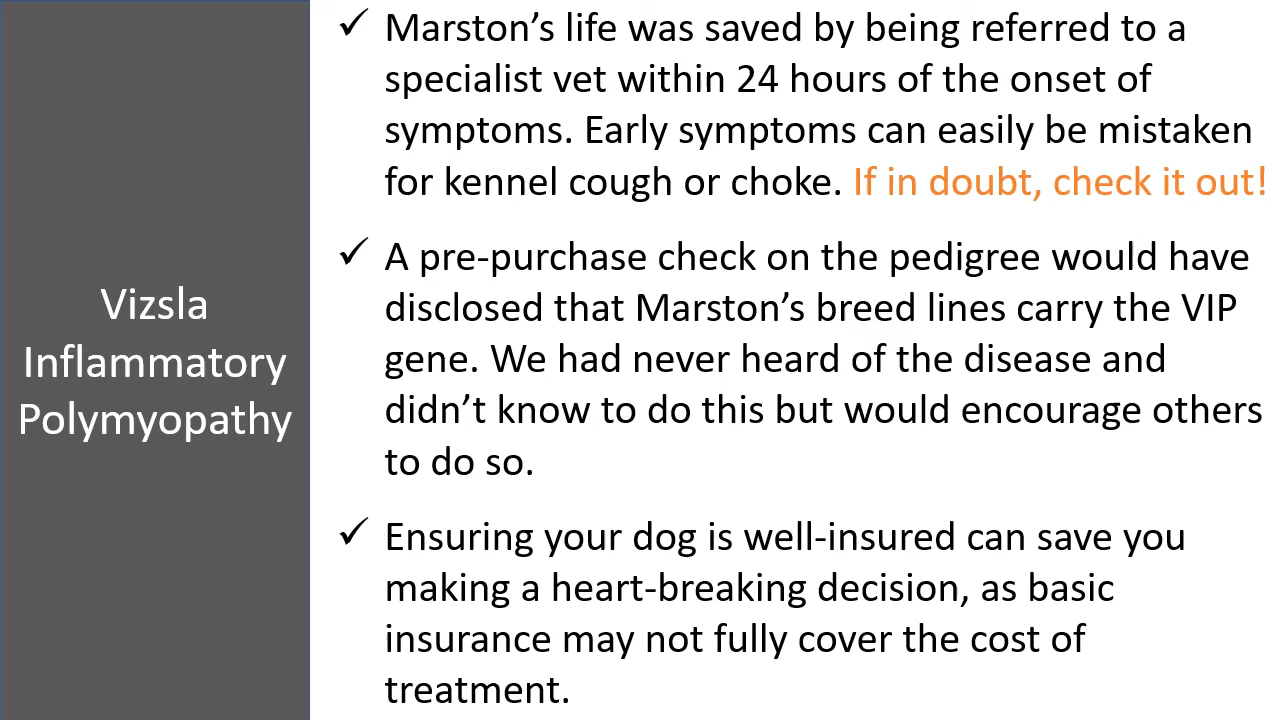 Vizsla
Inflammatory
Polymyopathy
✓ Marston’s life was saved by being referred to a
specialist vet within 24 hours of the onset of
symptoms. Early symptoms can easily be mistaken
for kennel cough or choke. If in doubt, check it out!
✓ A pre-purchase check on the pedigree would have
disclosed that Marston’s breed lines carry the VIP
gene. We had never heard of the disease and
didn’t know to do this but would encourage others
to do so.
✓ Ensuring your dog is well-insured can save you
making a heart-breaking decision, as basic
insurance may not fully cover the cost of
treatment.